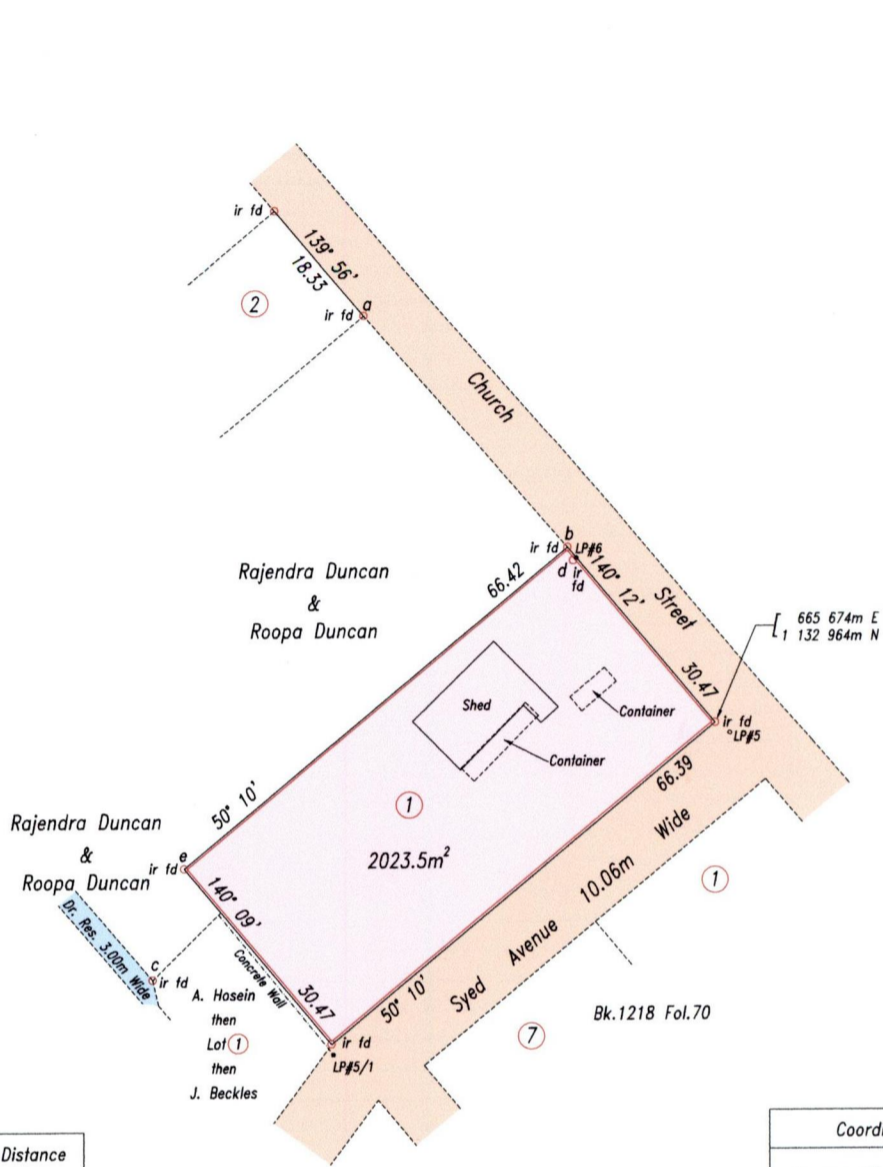 ir fd
139° 56'
18.33
2
a
ir fd
Church
b
ir fd
LP#6
d ir
fd
140° 12'
Street
66.42
Rajendra Duncan
&
Roopa Duncan
665 674m E
1 132 964m N
30.47
Shed
Container
ir fd
LP#5
Container
66.39
50° 10'
1
Wide
Rajendra Duncan
&
Roopa Duncan
e
ir fd
2023.5m²
10.06m
1
140° 09'
Dr. Res. 3.00m Wide
Concrete Wall
Avenue
c
ir fd
30.47
50° 10'
Syed
A. Hosein
then
Lot 1
then
J. Beckles
Bk.1218 Fol.70
7
ir fd
LP#5/1
Distance